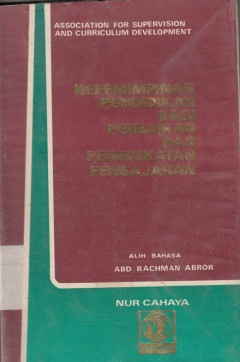 ASSOCIATION FOR SUPERVISION
AND CURRICULUM DEVELOPMENT
KEPEMIMPINAN
PENDIDIKAN
BAGI
PERBAIKAN
DAN
PENINGKATAN
PENGAJARAN
ALIH BAHASA
ABD. RACHMAN ABROR
NUR CAHAYA